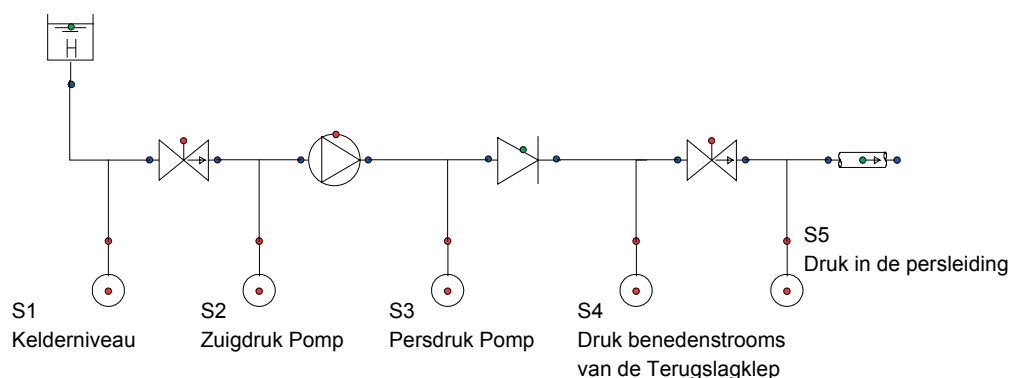 H
S1
Kelderniveau
S2
Zuigdruk Pomp
S3
Persdruk Pomp
S4
Druk benedenstrooms
van de Terugslagklep
S5
Druk in de persleiding